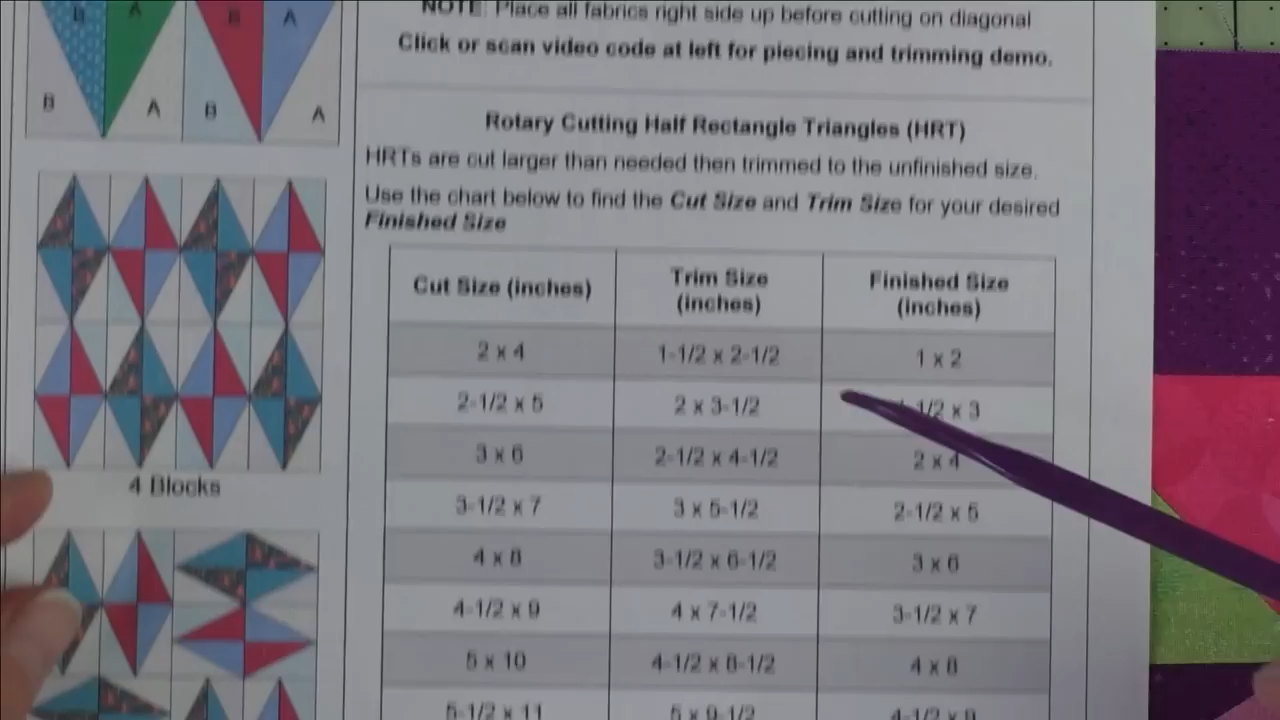 B A B A
B A B A
NOTE: Place all fabrics right side up before cutting on diagonal
Click or scan video code at left for piecing and trimming demo.
Rotary Cutting Half Rectangle Triangles (HRT)
HRTs are cut larger than needed then trimmed to the unfinished size.
Use the chart below to find the Cut Size and Trim Size for your desired
Finished Size
Cut Size (inches) Trim Size (inches) Finished Size (inches)
2 x 4 1-1/2 x 2-1/2 1 x 2
2-1/2 x 5 2 x 3-1/2 1/2 x 3
3 x 6 2-1/2 x 4-1/2 2 x 4
3-1/2 x 7 3 x 5-1/2 2-1/2 x 5
4 x 8 3-1/2 x 6-1/2 3 x 6
4-1/2 x 9 4 x 7-1/2 3-1/2 x 7
5 x 10 4-1/2 x 8-1/2 4 x 8
5-1/2 x 11 5 x 9-1/2 4-1/2 x 9
4 Blocks